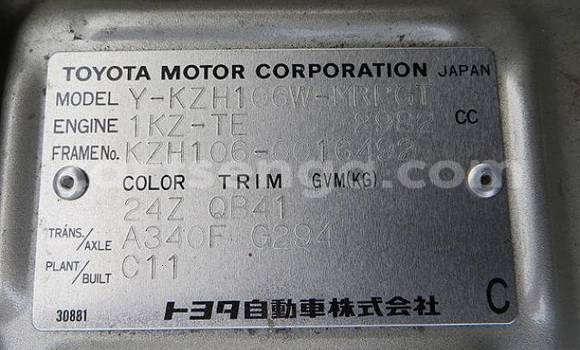 TOYOTA MOTOR CORPORATION JAPAN
MODEL Y-KZH106W-MRPGT
ENGINE 1KZ-TE 2982 CC
FRAME No. KZH106-
COLOR TRIM GVM(KG)
24Z QB41
TRANS./AXLE A340F G294
PLANT/BUILT C11
30881 トヨタ自動車株式会社 C